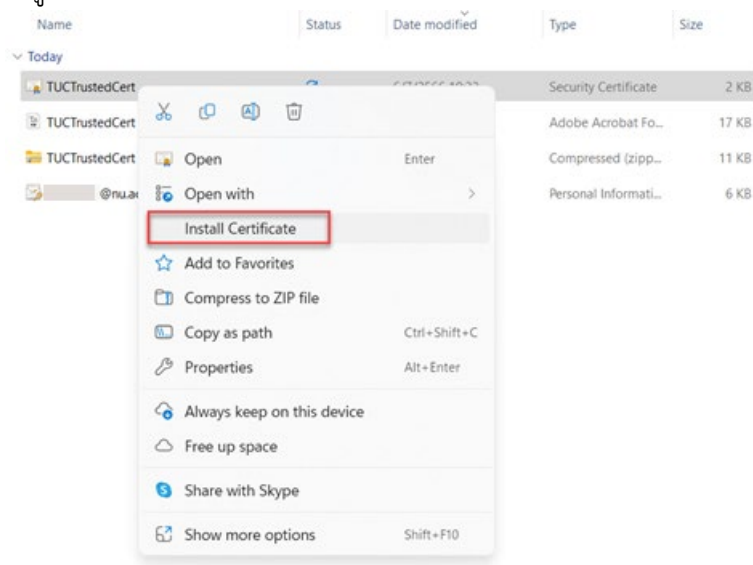 Name Status Date modified Type Size
Today
TUCTrustedCert Security Certificate 2 KB
TUCTrustedCert Adobe Acrobat Fo... 17 KB
TUCTrustedCert Compressed (zipp... 11 KB
@nu.ac Personal Informati... 6 KB
Open Enter
Open with
Install Certificate
Add to Favorites
Compress to ZIP file
Copy as path Ctrl+Shift+C
Properties Alt+Enter
Always keep on this device
Free up space
Share with Skype
Show more options Shift+F10